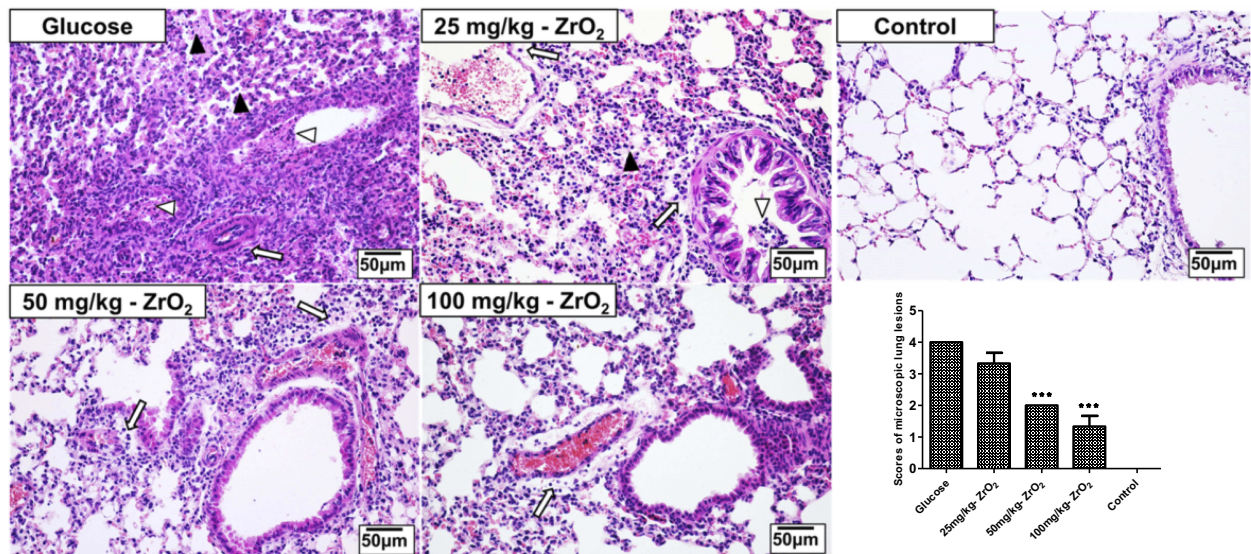 Glucose
25 mg/kg - ZrO₂
Control
50µm
50µm
50µm
50 mg/kg - ZrO₂
100 mg/kg - ZrO₂
50µm
50µm
Scores of microscopic lung lesions
5
4
3
2
1
0
***
***
Glucose
25mg/kg- ZrO₂
50mg/kg- ZrO₂
100mg/kg- ZrO₂
Control